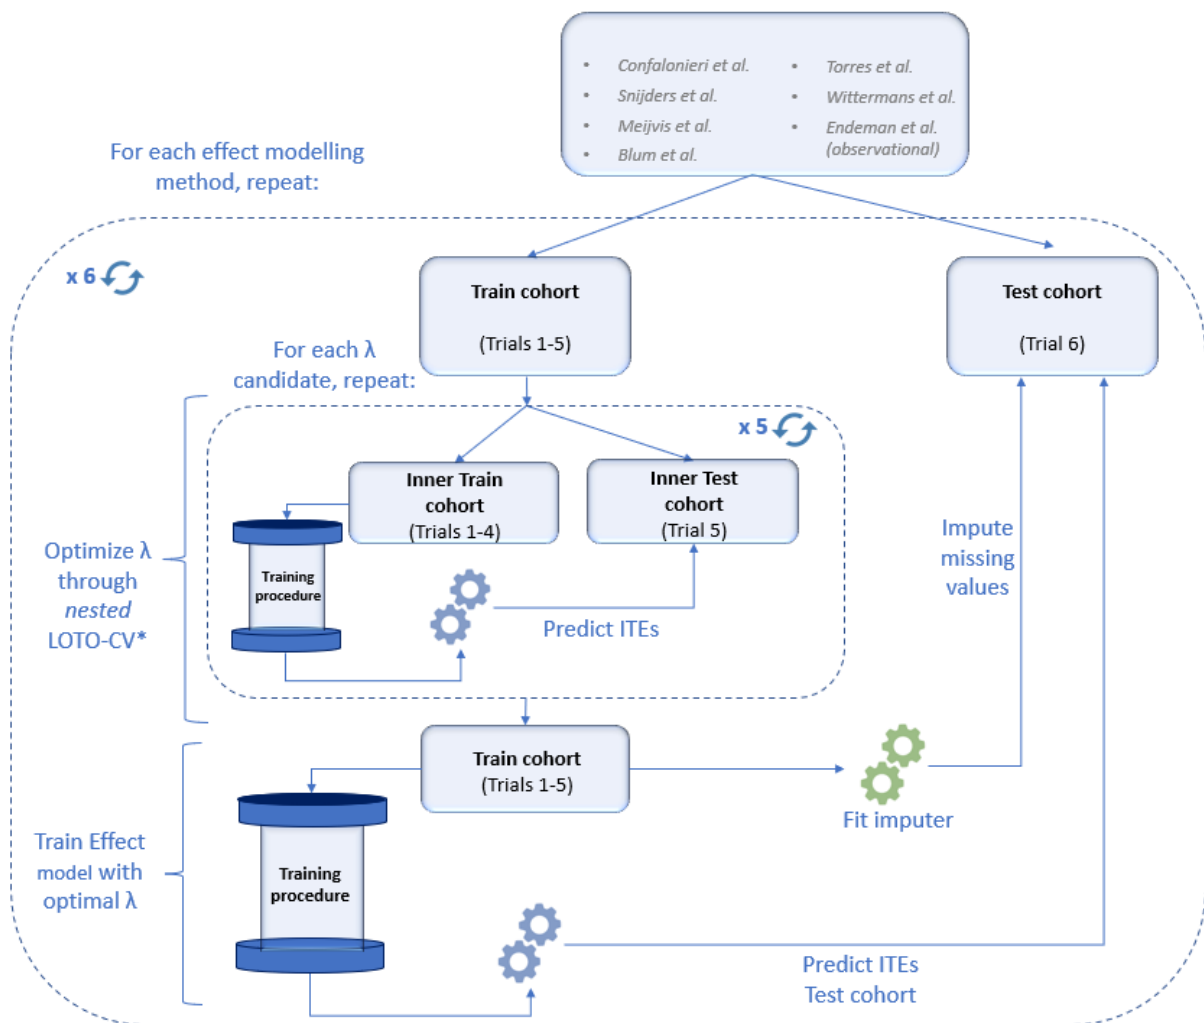 • Confalonieri et al.
• Snijders et al.
• Meijvis et al.
• Blum et al.
• Torres et al.
• Wittermans et al.
• Endeman et al.
(observational)
For each effect modelling
method, repeat:
x 6
Train cohort
(Trials 1-5)
Test cohort
(Trial 6)
For each λ
candidate, repeat:
x 5
Inner Train
cohort
(Trials 1-4)
Inner Test
cohort
(Trial 5)
Optimize λ
through
nested
LOTO-CV*
Training
procedure
Predict ITEs
Impute
missing
values
Train cohort
(Trials 1-5)
Fit imputer
Train Effect
model with
optimal λ
Training
procedure
Predict ITEs
Test cohort